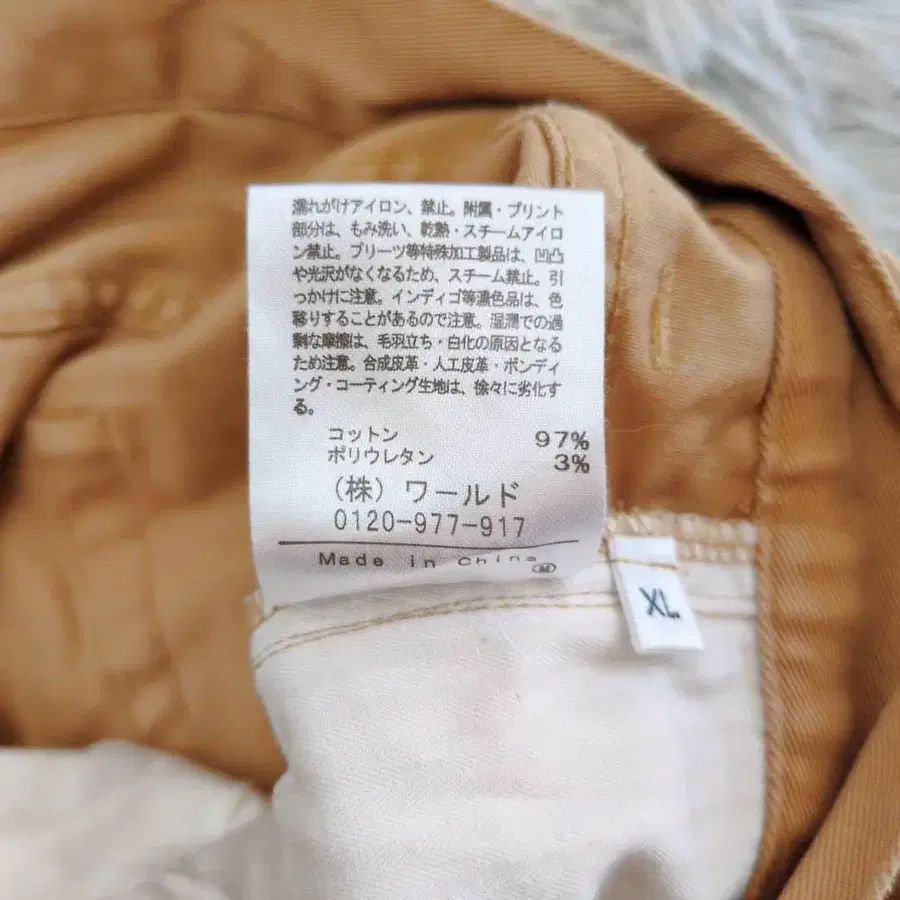 濡れがけアイロン、禁止。附属・プリント
部分は、もみ洗い、乾熱・スチームアイロ
ン禁止。プリーツ等特殊加工製品は、凹凸
や光沢がなくなるため、スチーム禁止。引
っかけに注意。インディゴ等濃色品は、色
移りすることがあるので注意。湿潤での過
剰な摩擦は、毛羽立ち・白化の原因となる
ため注意。合成皮革・人工皮革・ボンディ
ング・コーティング生地は、徐々に劣化す
る。
コットン 97%
ポリウレタン 3%
(株) ワールド
0120-977-917
Made in China
M
XL